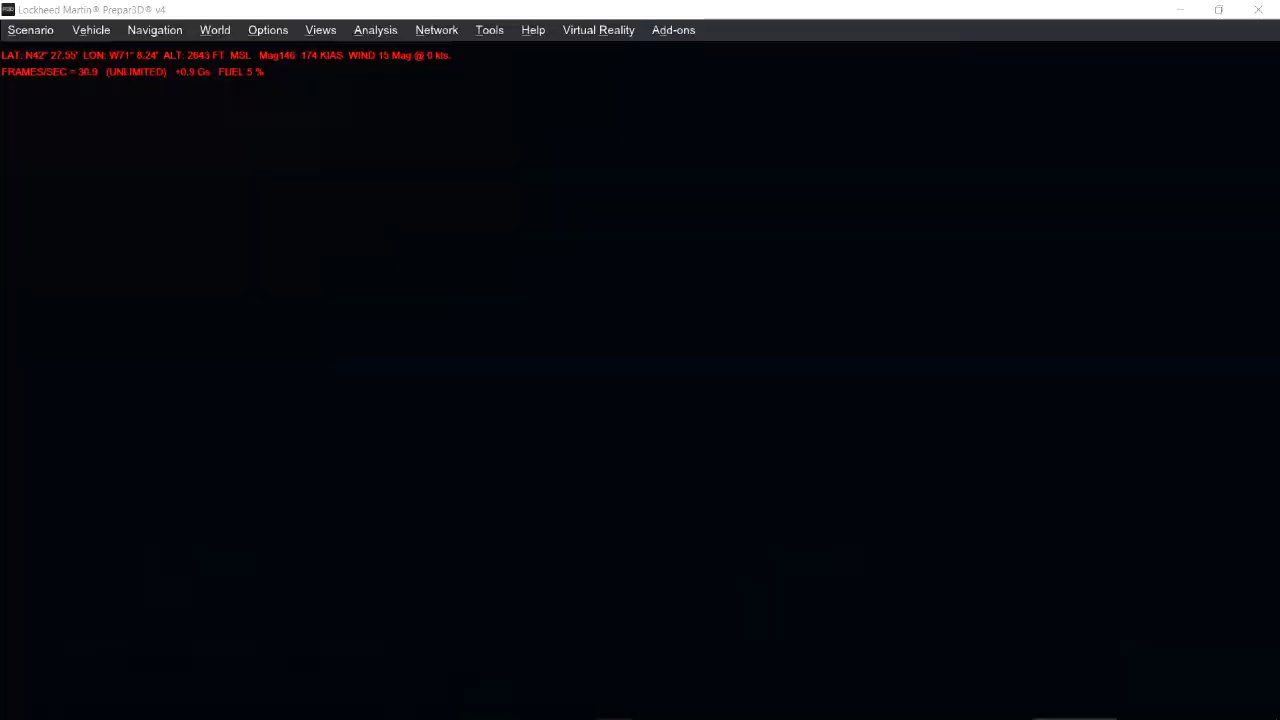 P3D Lockheed Martin® Prepar3D® v4
Scenario Vehicle Navigation World Options Views Analysis Network Tools Help Virtual Reality Add-ons
LAT: N42° 27.55' LON: W71° 8.24' ALT: 2643 FT MSL Mag146 174 KIAS WIND 15 Mag @ 0 kts.
FRAMES/SEC = 30.9 (UNLIMITED) +0.9 Gs FUEL 5 %